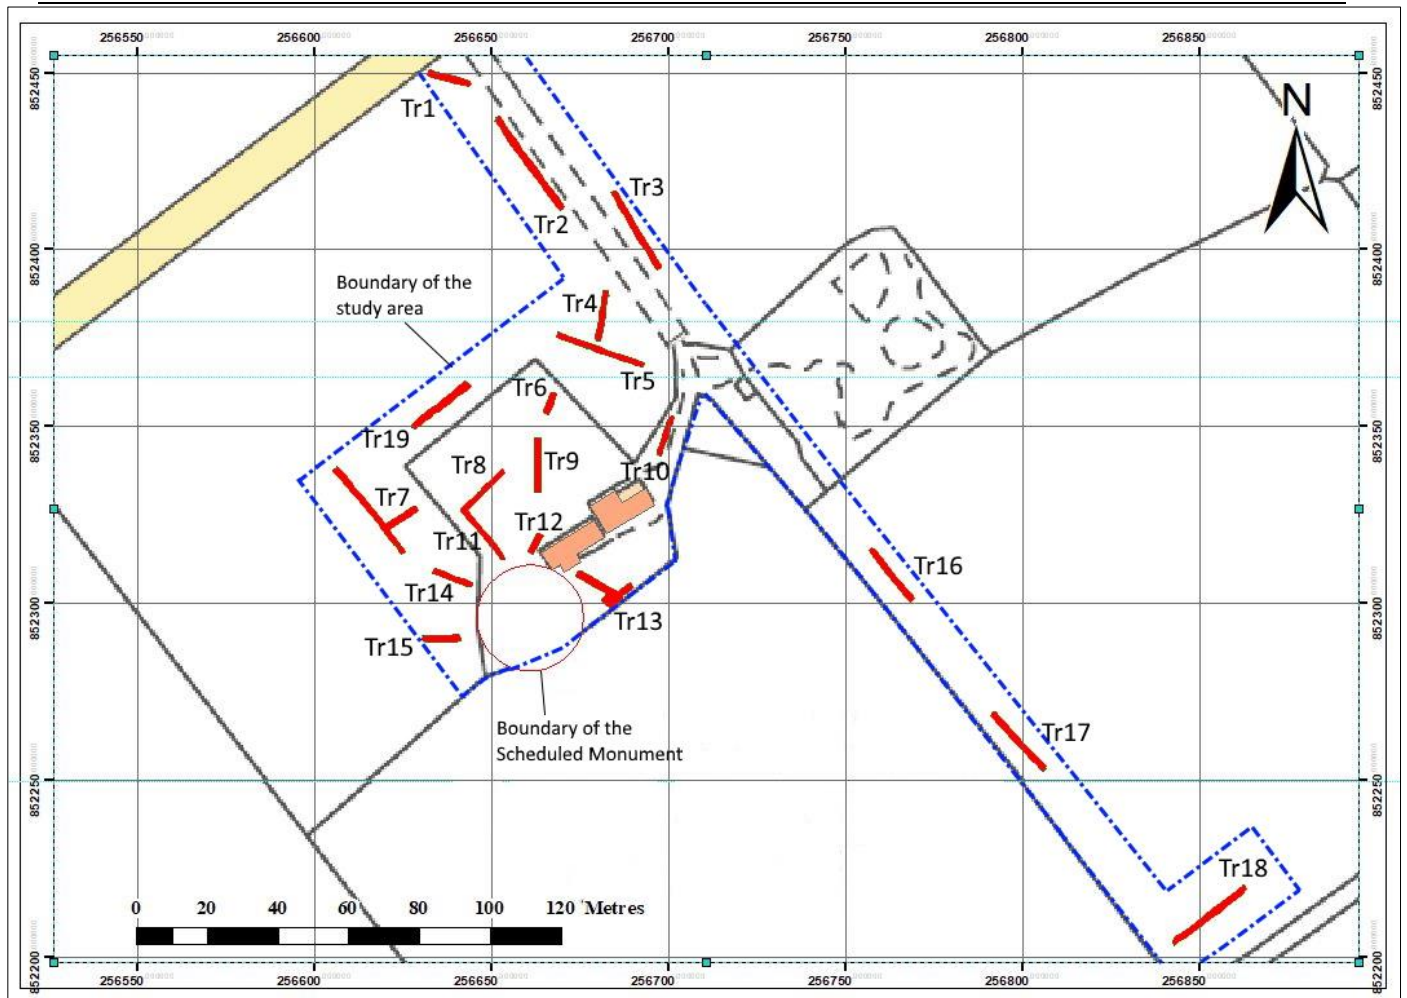 256550 256600 256650 256700 256750 256800 256850
852450 852450
N
Tr1
Tr3
Tr2
852400 852400
Boundary of the
study area
Tr4
Tr5
Tr6
852350 852350
Tr19
Tr8
Tr9
Tr10
Tr7
Tr12
Tr11
Tr16
Tr14
852300 852300
Tr13
Tr15
Boundary of the
Scheduled Monument
Tr17
852250 852250
Tr18
0 20 40 60 80 100 120 Metres
852200 852200
256550 256600 256650 256700 256750 256800 256850